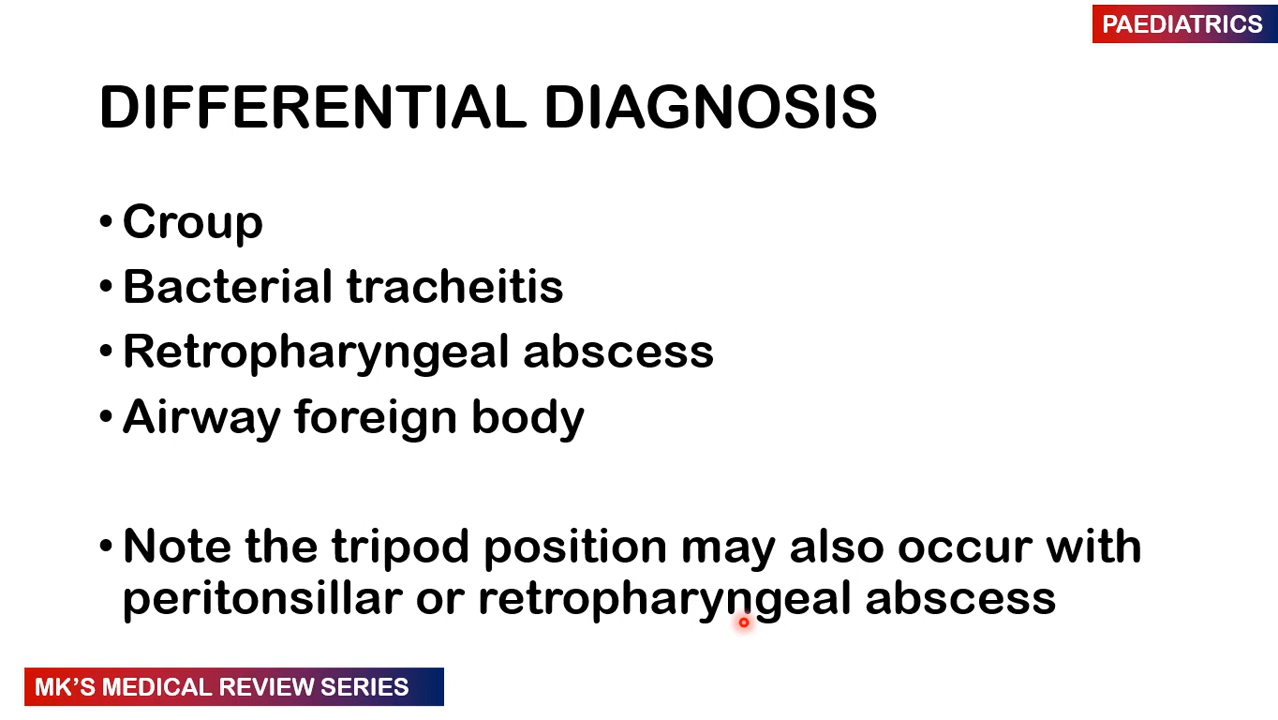 PAEDIATRICS
DIFFERENTIAL DIAGNOSIS
• Croup
• Bacterial tracheitis
• Retropharyngeal abscess
• Airway foreign body
• Note the tripod position may also occur with
peritonsillar or retropharyngeal abscess
MK’S MEDICAL REVIEW SERIES